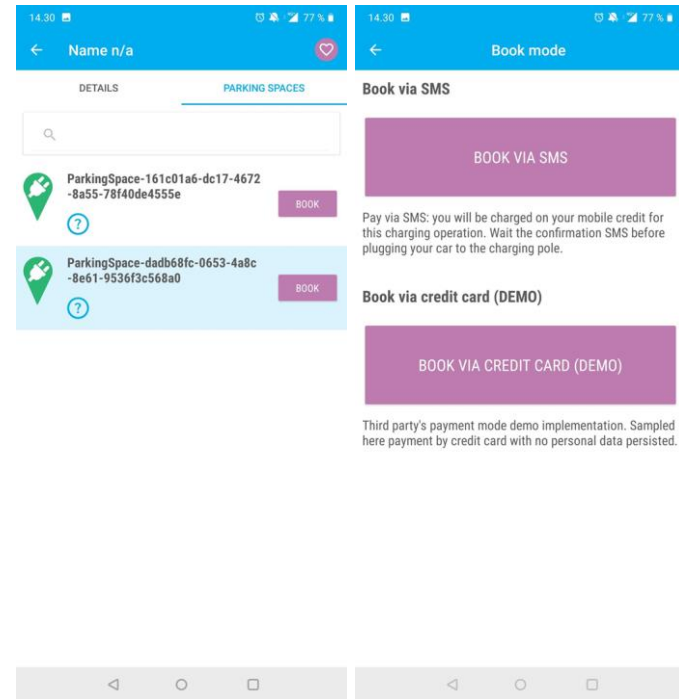 14.30
77 %
Name n/a
DETAILS
PARKING SPACES
ParkingSpace-161c01a6-dc17-4672
-8a55-78f40de4555e
BOOK
?
ParkingSpace-dadb68fc-0653-4a8c
-8e61-9536f3c568a0
BOOK
?
14.30
77 %
Book mode
Book via SMS
BOOK VIA SMS
Pay via SMS: you will be charged on your mobile credit for
this charging operation. Wait the confirmation SMS before
plugging your car to the charging pole.
Book via credit card (DEMO)
BOOK VIA CREDIT CARD (DEMO)
Third party's payment mode demo implementation. Sampled
here payment by credit card with no personal data persisted.